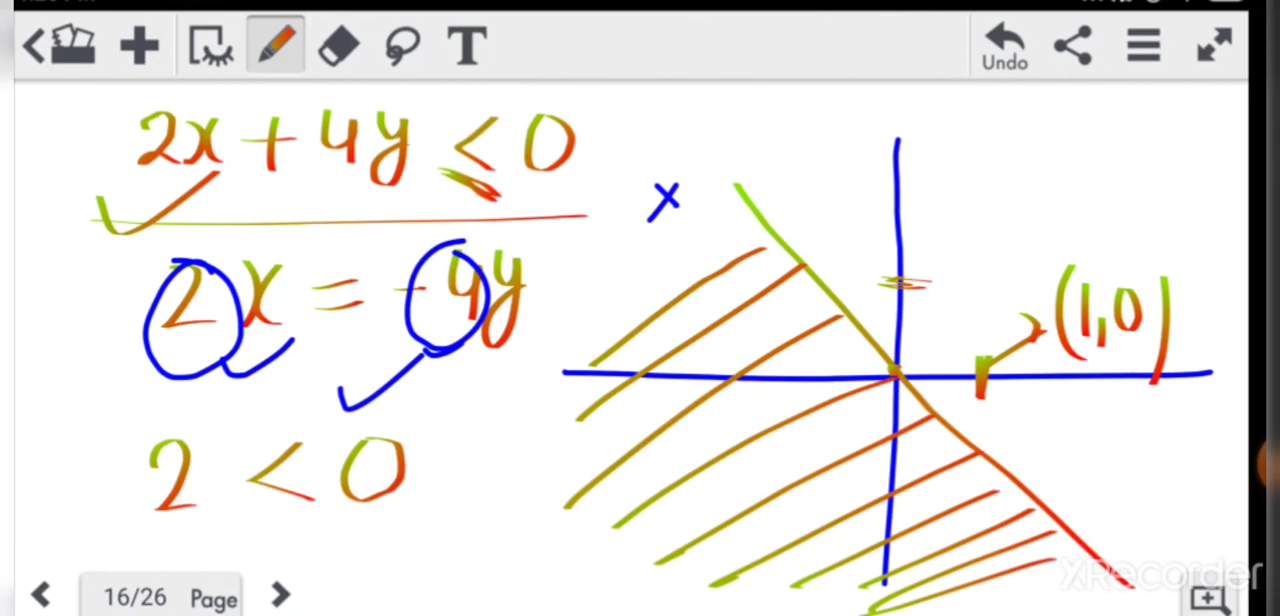 T
Undo
2x + 4y < 0
2x = -4y
2 < 0
x
(1,0)
16/26 Page
XRecorder